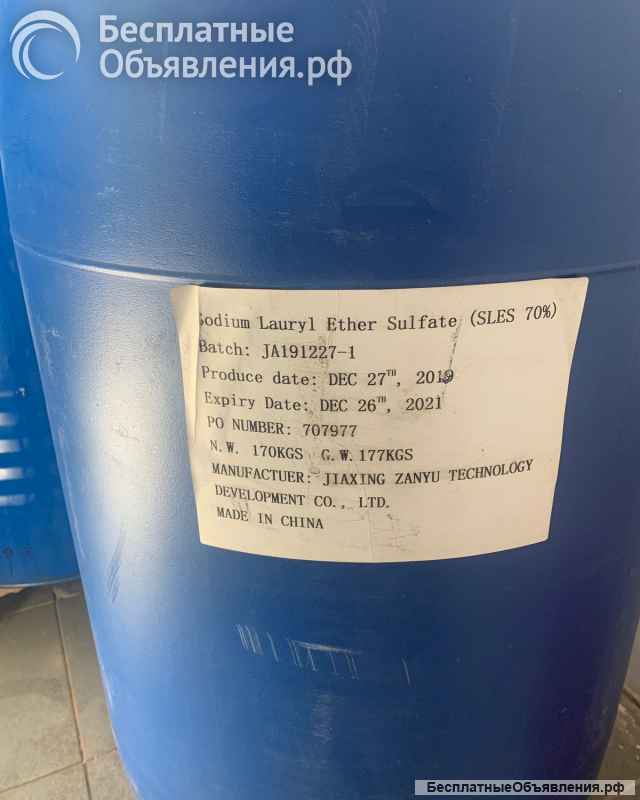 Бесплатные
Объявления.рф
Sodium Lauryl Ether Sulfate (SLES 70%)
Batch: JA191227-1
Produce date: DEC 27TH, 2019
Expiry Date: DEC 26TH, 2021
PO NUMBER: 707977
N.W. 170KGS G.W.177KGS
MANUFACTUER: JIAXING ZANYU TECHNOLOGY
DEVELOPMENT CO., LTD.
MADE IN CHINA
БесплатныеОбъявления.рф